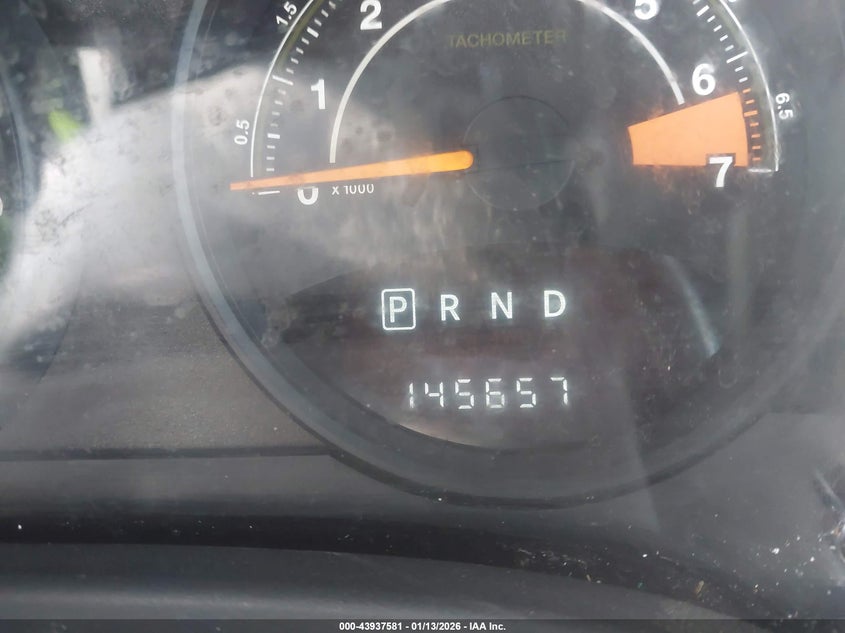 1.5 2 5
TACHOMETER
1 6
0.5 6.5
0 X 1000 7
P R N D
145657
000-43937581 - 01/13/2026 - IAA Inc.